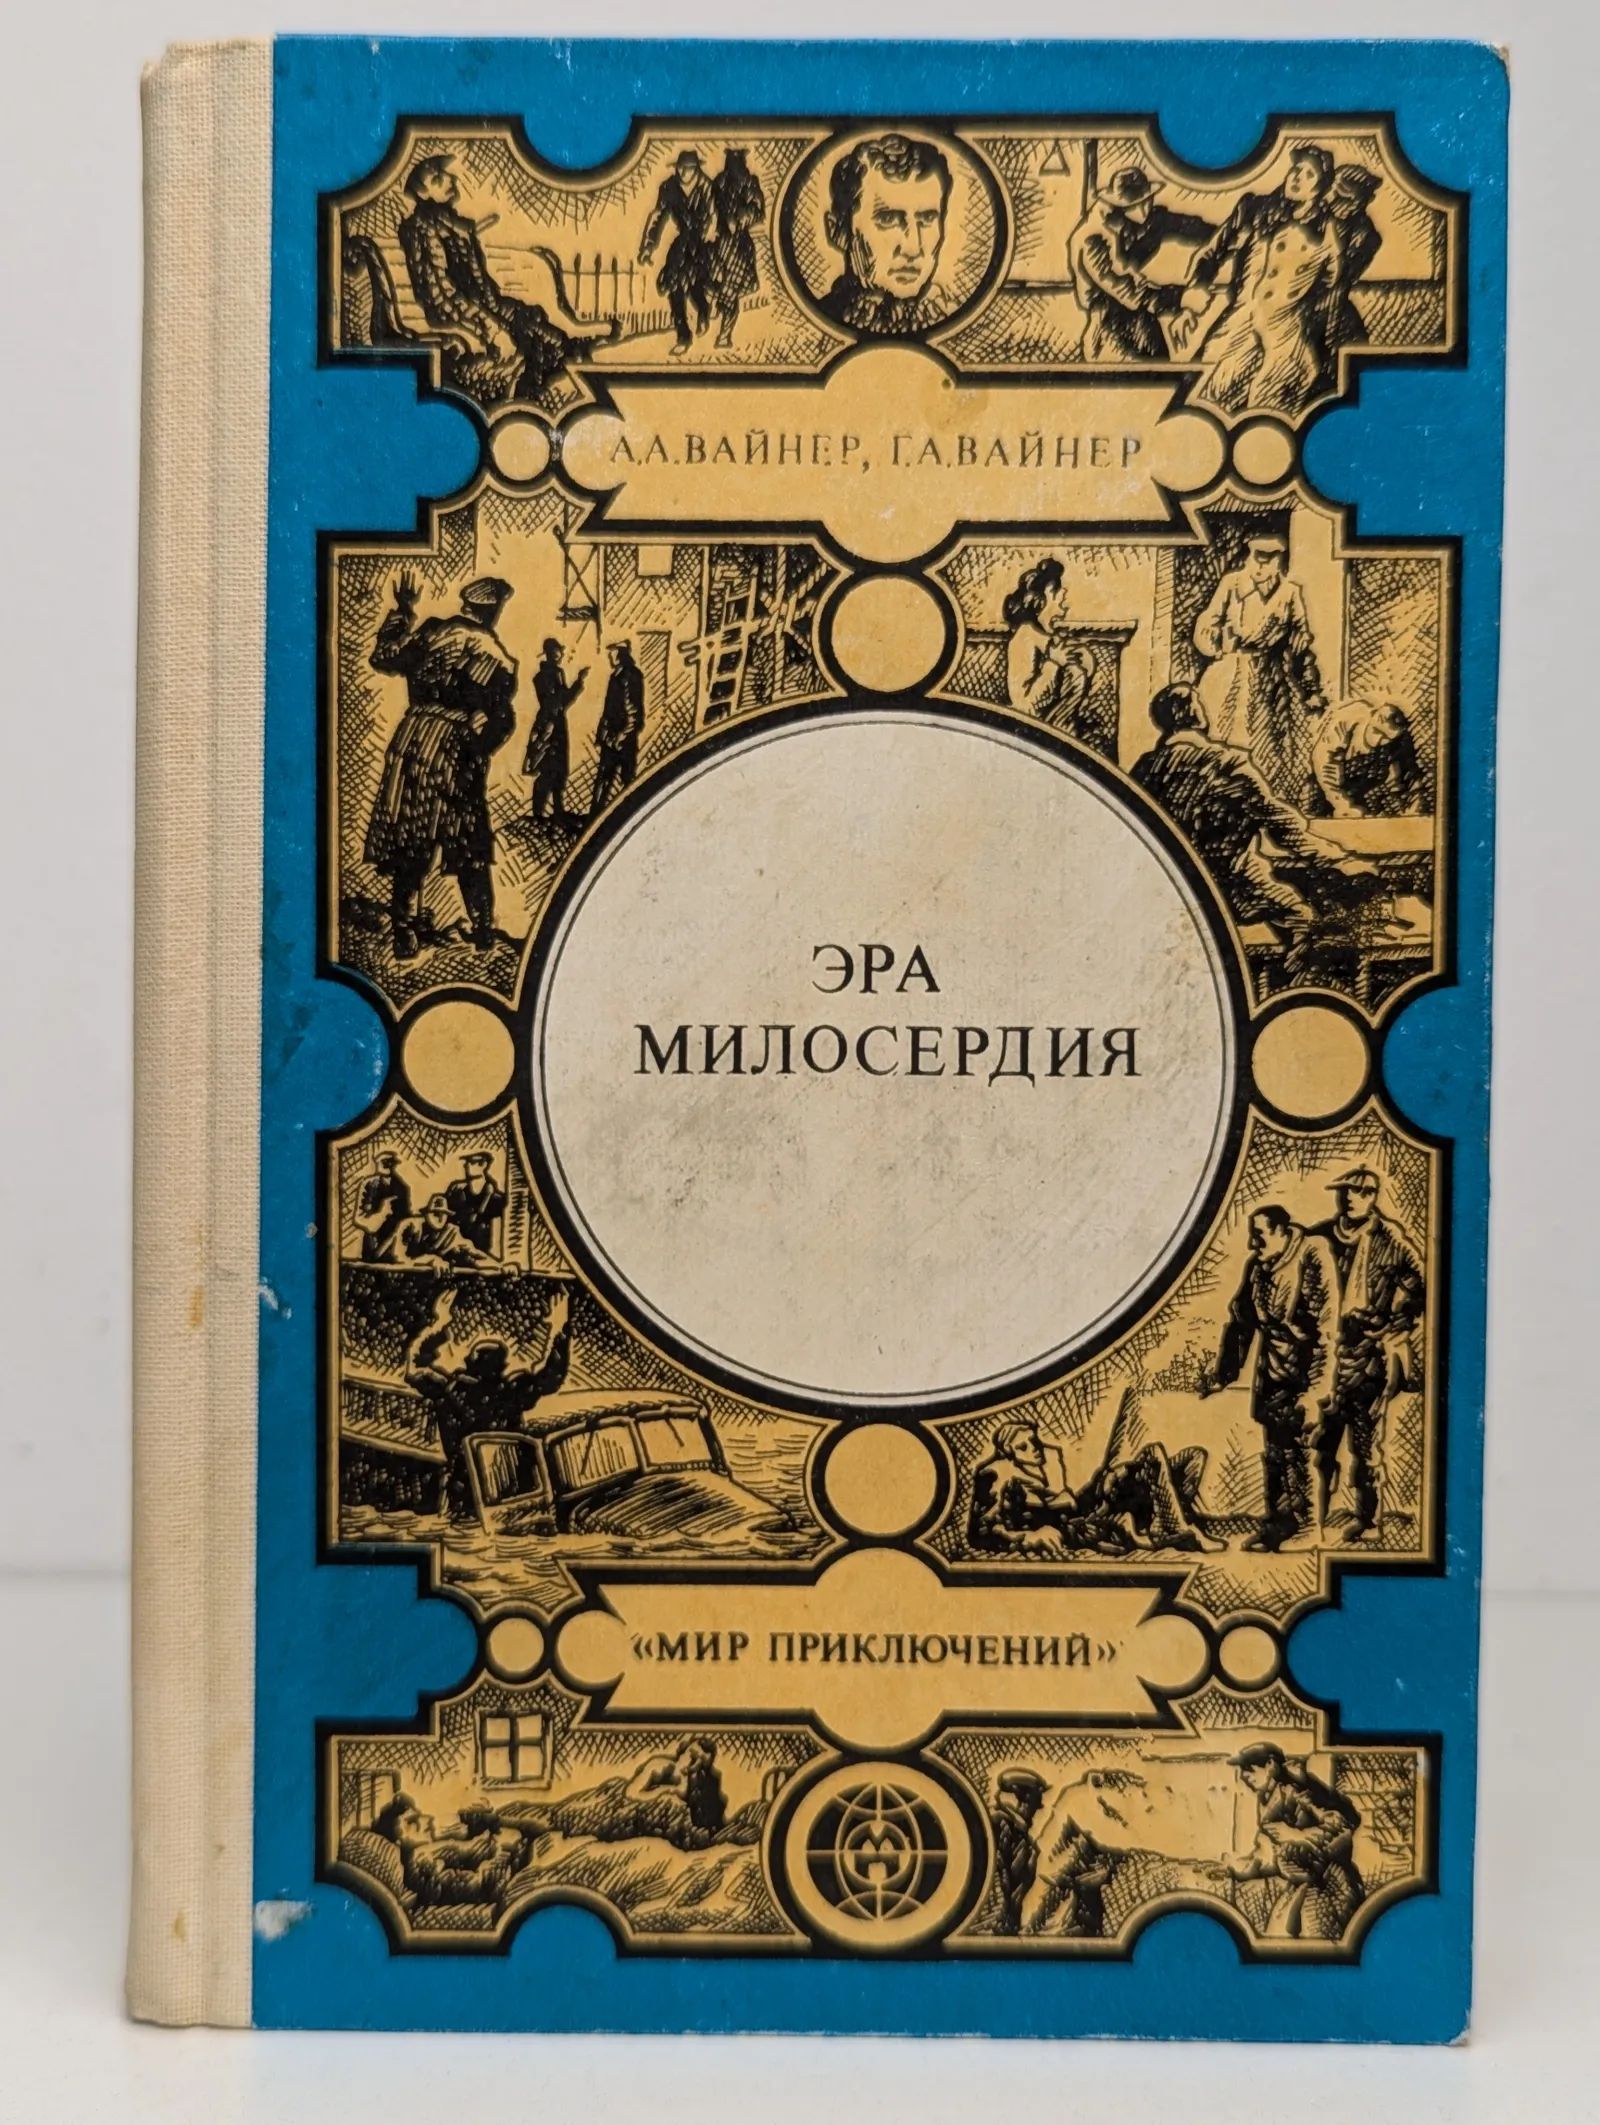 А.А.ВАЙНЕР, Г.А.ВАЙНЕР
ЭРА
МИЛОСЕРДИЯ
«МИР ПРИКЛЮЧЕНИЙ»
М